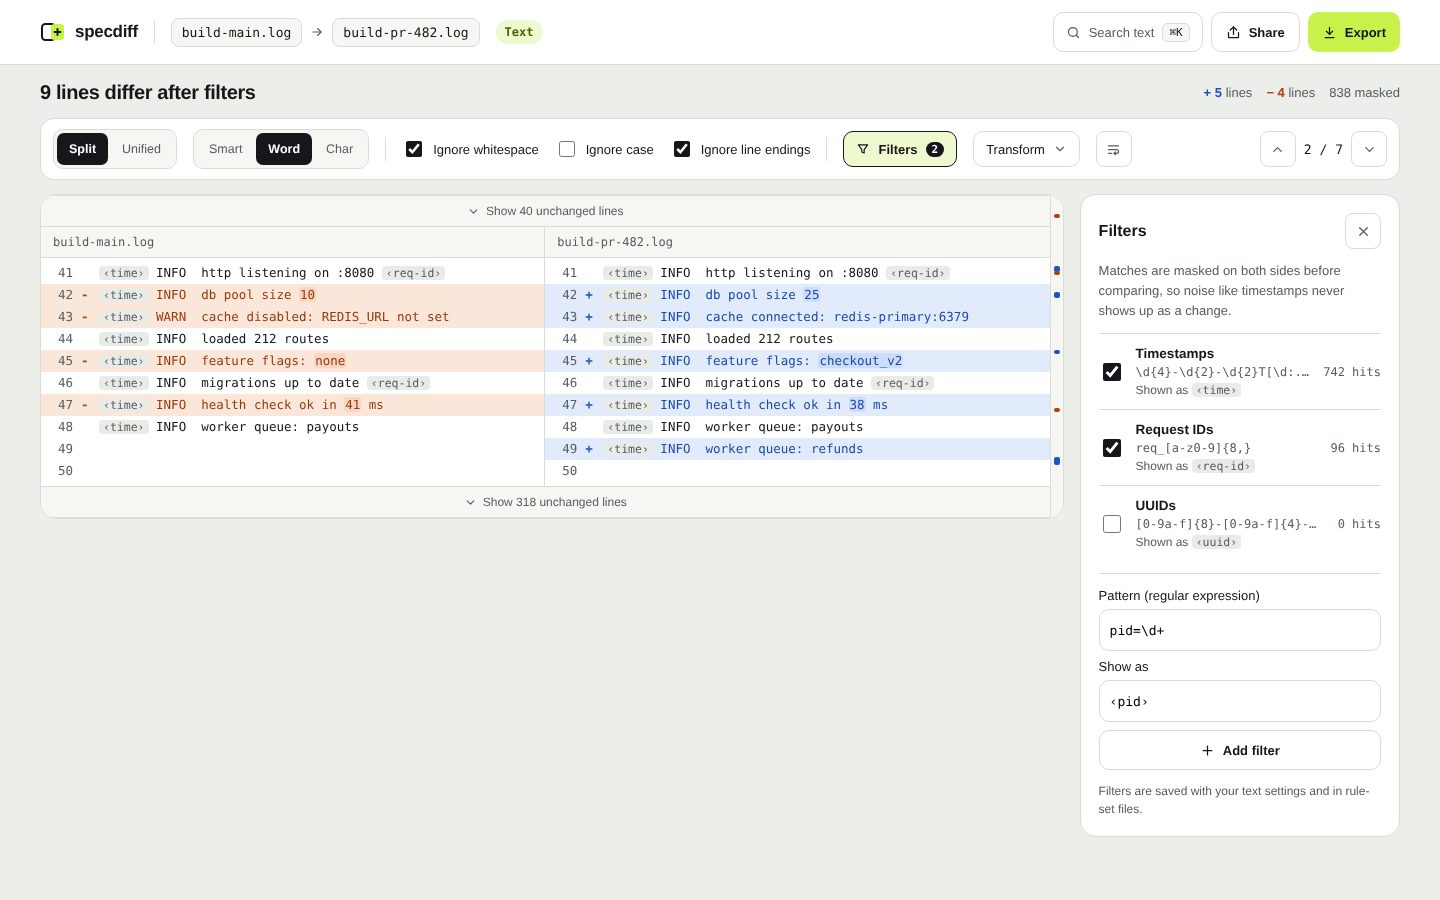 specdiff build-main.log → build-pr-482.log Text Search text ⌘K Share Export
9 lines differ after filters + 5 lines − 4 lines 838 masked
Split Unified Smart Word Char Ignore whitespace Ignore case Ignore line endings Filters 2 Transform 2 / 7
Show 40 unchanged lines
build-main.log build-pr-482.log
41 ‹time› INFO http listening on :8080 ‹req-id› 41 ‹time› INFO http listening on :8080 ‹req-id›
42 - ‹time› INFO db pool size 10 42 + ‹time› INFO db pool size 25
43 - ‹time› WARN cache disabled: REDIS_URL not set 43 + ‹time› INFO cache connected: redis-primary:6379
44 ‹time› INFO loaded 212 routes 44 ‹time› INFO loaded 212 routes
45 - ‹time› INFO feature flags: none 45 + ‹time› INFO feature flags: checkout_v2
46 ‹time› INFO migrations up to date ‹req-id› 46 ‹time› INFO migrations up to date ‹req-id›
47 - ‹time› INFO health check ok in 41 ms 47 + ‹time› INFO health check ok in 38 ms
48 ‹time› INFO worker queue: payouts 48 ‹time› INFO worker queue: payouts
49 49 + ‹time› INFO worker queue: refunds
50 50
Show 318 unchanged lines
Filters
Matches are masked on both sides before
comparing, so noise like timestamps never
shows up as a change.
Timestamps
\d{4}-\d{2}-\d{2}T[\d:.… 742 hits
Shown as ‹time›
Request IDs
req_[a-z0-9]{8,} 96 hits
Shown as ‹req-id›
UUIDs
[0-9a-f]{8}-[0-9a-f]{4}-… 0 hits
Shown as ‹uuid›
Pattern (regular expression)
pid=\d+
Show as
‹pid›
Add filter
Filters are saved with your text settings and in rule-
set files.